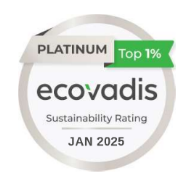 PLATINUM Top 1%
ecovadis
Sustainability Rating
JAN 2025